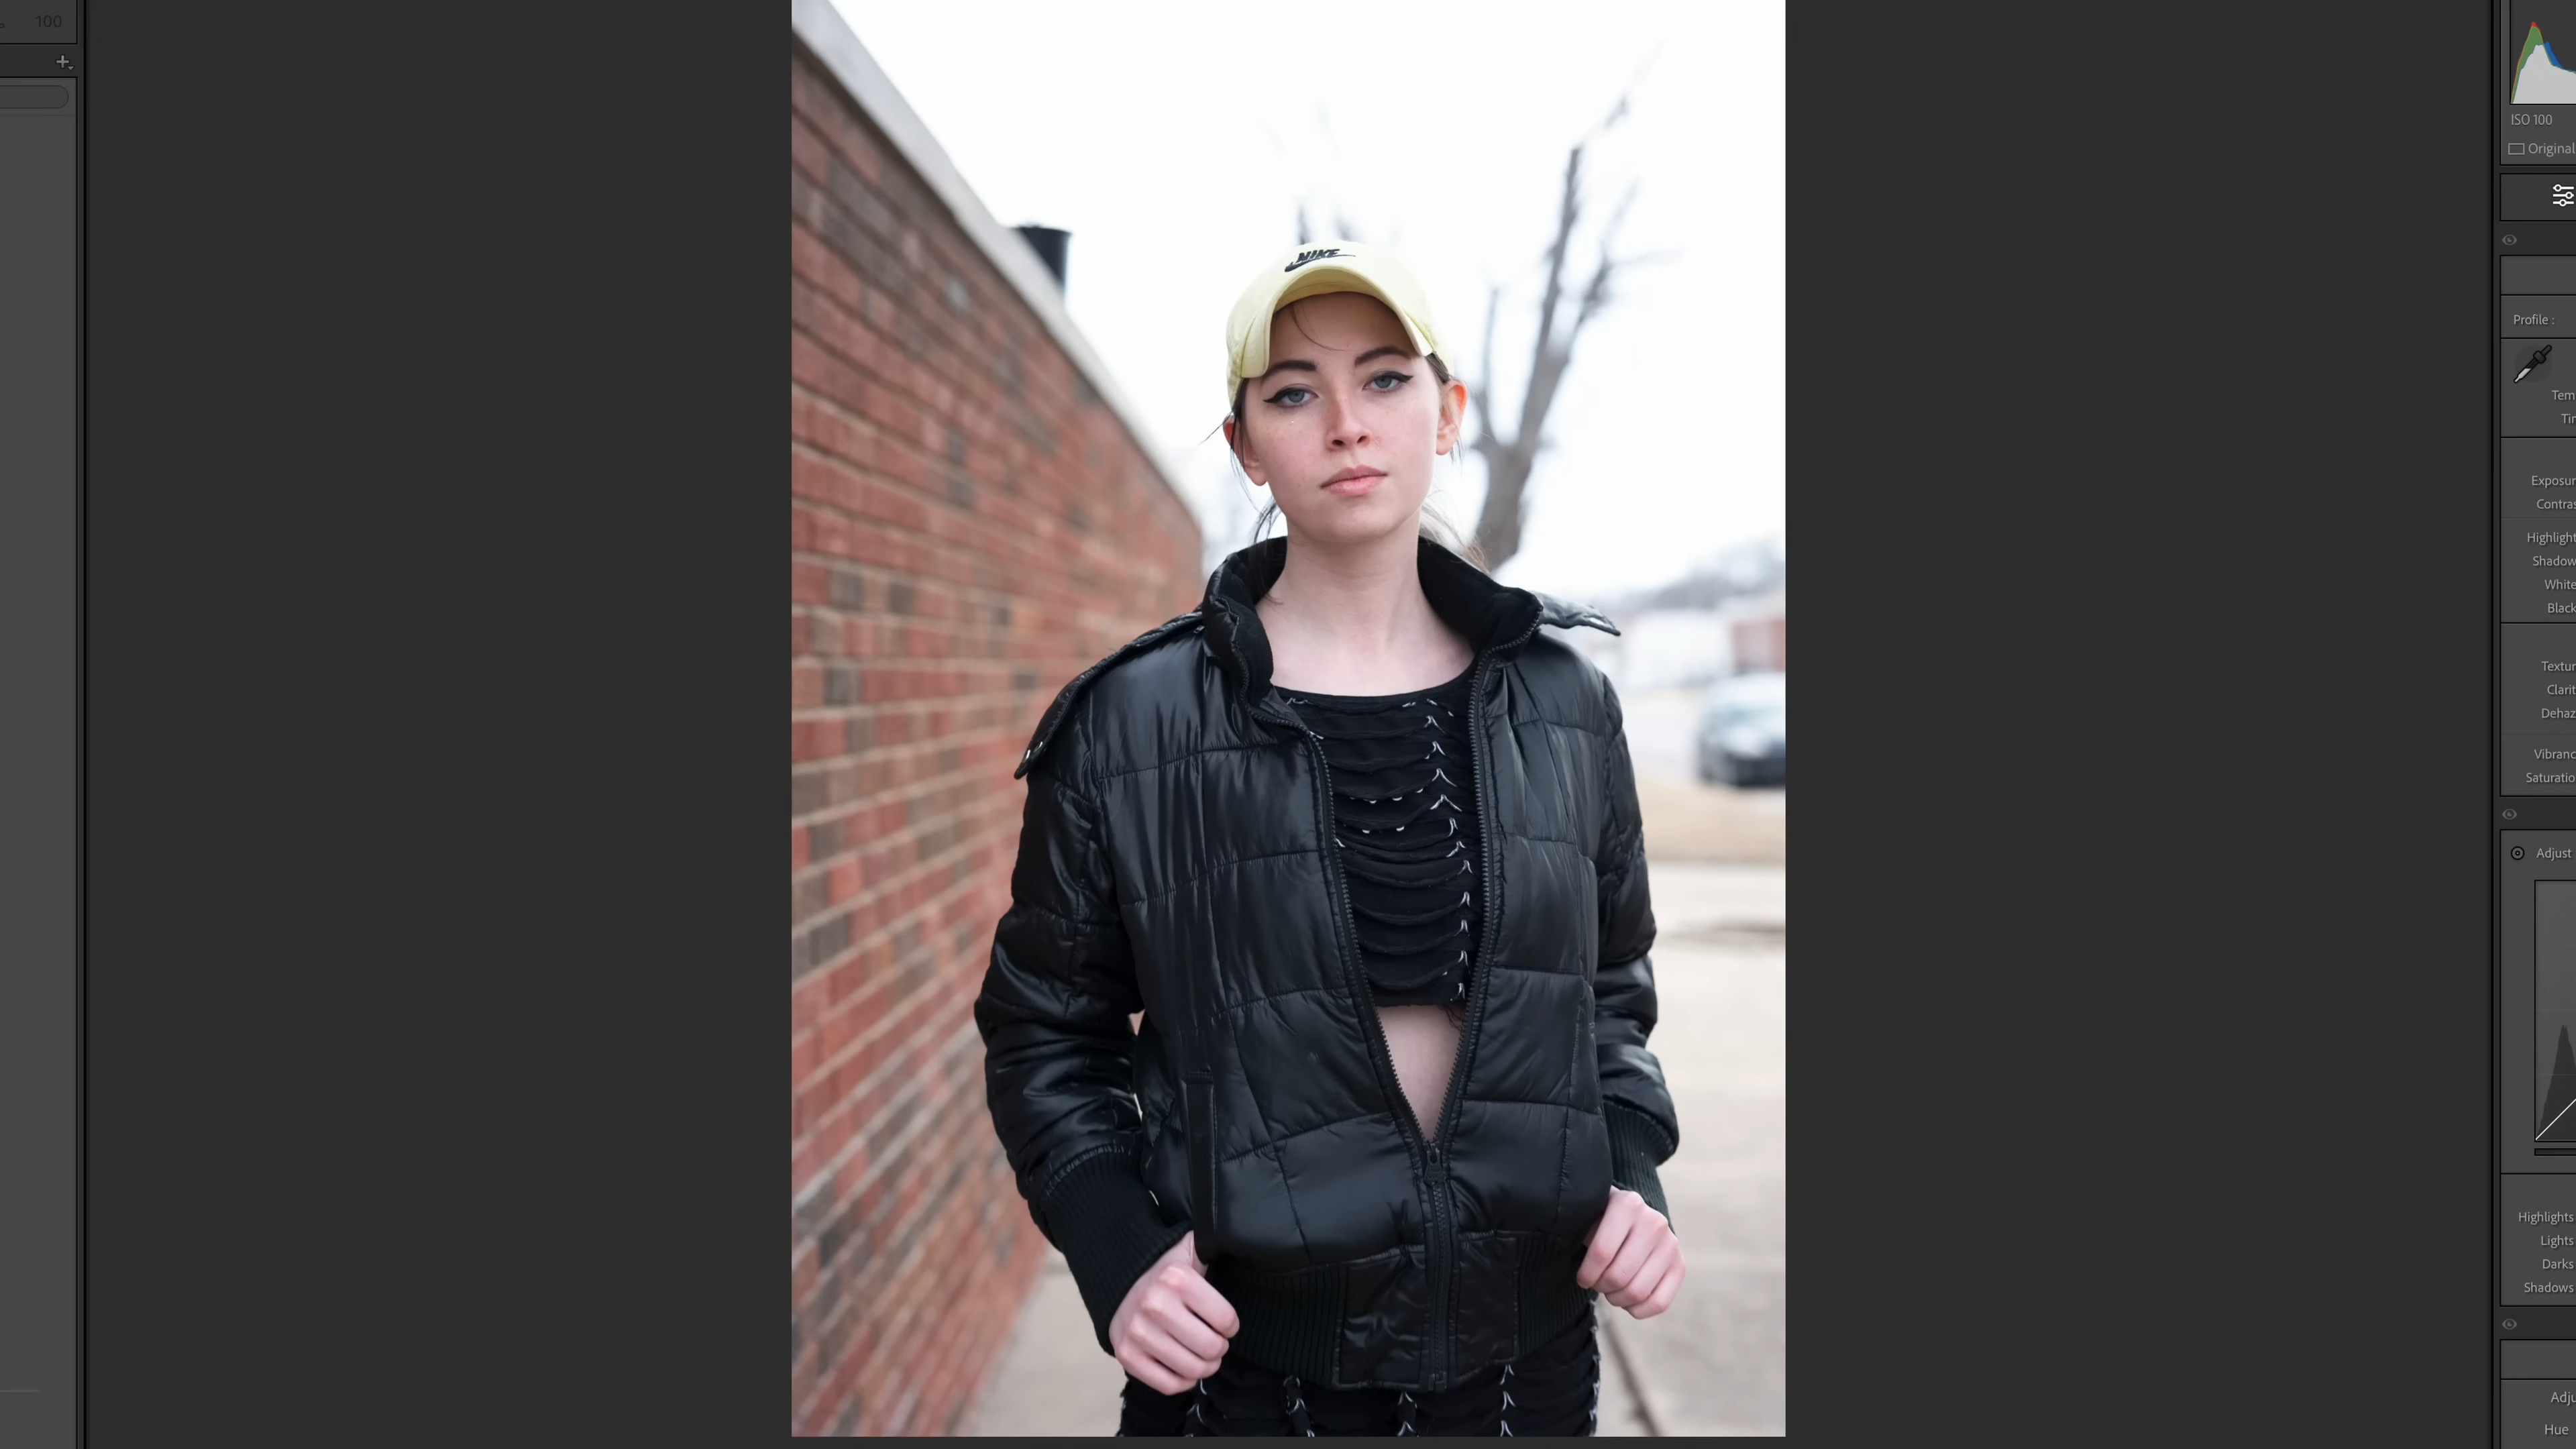 100
ISO 100
Original
NIKE
Profile :
Tem
Tin
Exposur
Contras
Highlight
Shadow
White
Black
Textur
Clarit
Dehaz
Vibranc
Saturatio
Adjust
Highlights
Lights
Darks
Shadows
Adju
Hue